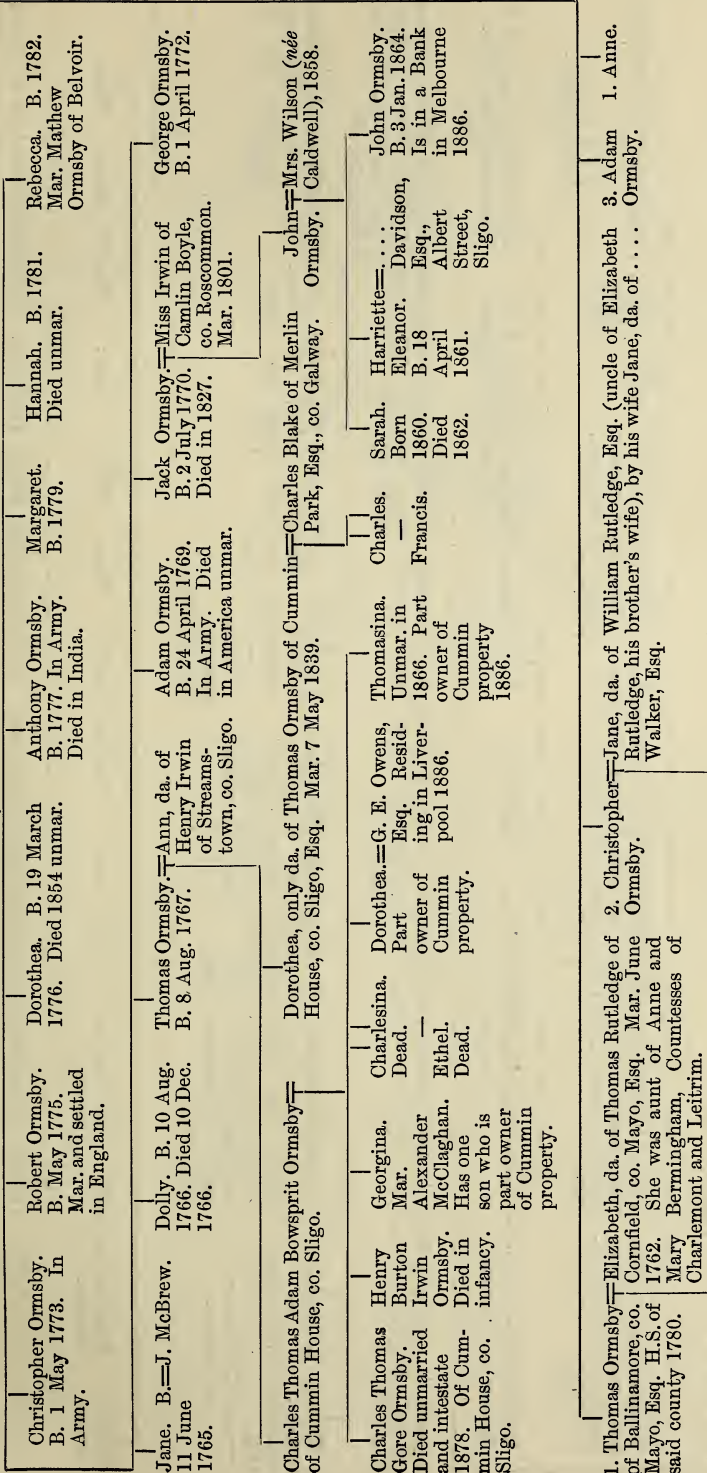 Christopher Ormsby.
B. 1 May 1773. In
Army.
Robert Ormsby.
B. May 1775.
Mar. and settled
in England.
Dorothea. B. 19 March
1776. Died 1854 unmar.
Anthony Ormsby.
B. 1777. In Army.
Died in India.
Margaret.
B. 1779.
Hannah. B. 1781.
Died unmar.
Rebecca. B. 1782.
Mar. Mathew
Ormsby of Belvoir.
Jane. B.=J. McBrew.
11 June
1765.
Dolly. B. 10 Aug.
1766. Died 10 Dec.
1766.
Thomas Ormsby.=Ann, da. of
B. 8 Aug. 1767. Henry Irwin
of Streams-
town, co. Sligo.
Adam Ormsby.
B. 24 April 1769.
In Army. Died
in America unmar.
Jack Ormsby.=Miss Irwin of
B. 2 July 1770. Camlin Boyle,
Died in 1827. co. Roscommon.
Mar. 1801.
George Ormsby.
B. 1 April 1772.
Charles Thomas Adam Bowsprit Ormsby=
of Cummin House, co. Sligo.
Dorothea, only da. of Thomas Ormsby of Cummin=Charles Blake of Merlin
House, co. Sligo, Esq. Mar. 7 May 1839. Park, Esq., co. Galway.
John=Mrs. Wilson (née
Ormsby. Caldwell), 1858.
Charles Thomas
Gore Ormsby.
Died unmarried
and intestate
1878. Of Cum-
min House, co.
Sligo.
Henry
Burton
Irwin
Ormsby.
Died in
infancy.
Georgina.
Mar.
Alexander
McClaghan.
Has one
son who is
part owner
of Cummin
property.
Charlesina.
Dead.
—
Ethel.
Dead.
Dorothea.=G. E. Owens,
Part Esq. Resid-
owner of ing in Liver-
Cummin pool 1886.
property.
Thomasina.
Unmar. in
1866. Part
owner of
Cummin
property
1886.
Charles.
—
Francis.
Sarah.
Born
1860.
Died
1862.
Harriette=....
Eleanor. Davidson,
B. 18 Esq.,
April Albert
1861. Street,
Sligo.
John Ormsby.
B. 3 Jan. 1864.
Is in a Bank
in Melbourne
1886.
1. Thomas Ormsby=Elizabeth, da. of Thomas Rutledge of
of Ballinamore, co. Cornfield, co. Mayo, Esq. Mar. June
Mayo, Esq. H.S. of 1762. She was aunt of Anne and
said county 1780. Mary Bermingham, Countesses of
Charlemont and Leitrim.
2. Christopher=Jane, da. of William Rutledge, Esq. (uncle of Elizabeth
Ormsby. Rutledge, his brother's wife), by his wife Jane, da. of ....
Walker, Esq.
3. Adam
Ormsby.
1. Anne.